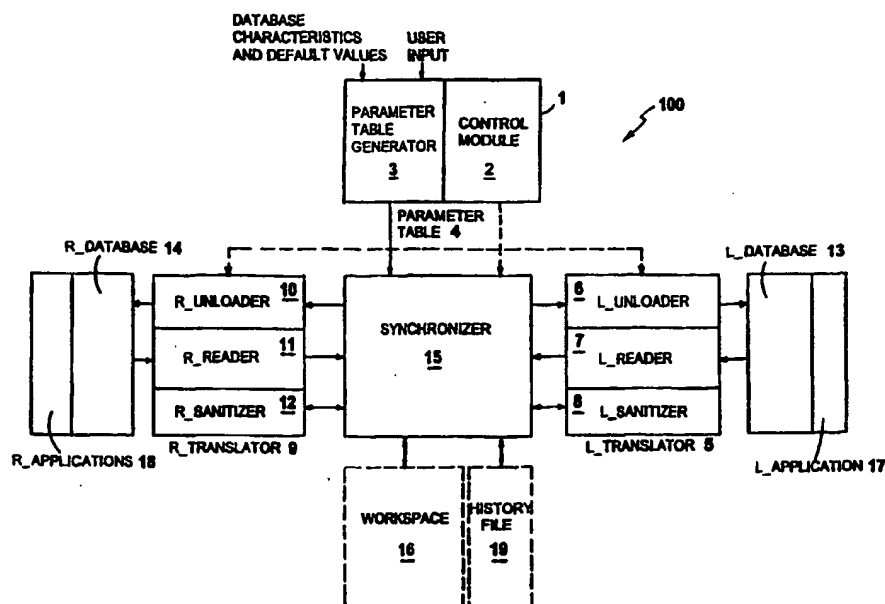 DATABASE
CHARACTERISTICS
AND DEFAULT VALUES
USER
INPUT
1
100
PARAMETER
TABLE
GENERATOR
3
CONTROL
MODULE
2
PARAMETER
TABLE 4
R_DATABASE 14
L_DATABASE 13
10
R_UNLOADER
11
R_READER
12
R_SANITIZER
R_TRANSLATOR 9
SYNCHRONIZER
15
6
L_UNLOADER
7
L_READER
8
L_SANITIZER
L_TRANSLATOR 5
R_APPLICATIONS 18
L_APPLICATION 17
WORKSPACE
16
HISTORY
FILE
19